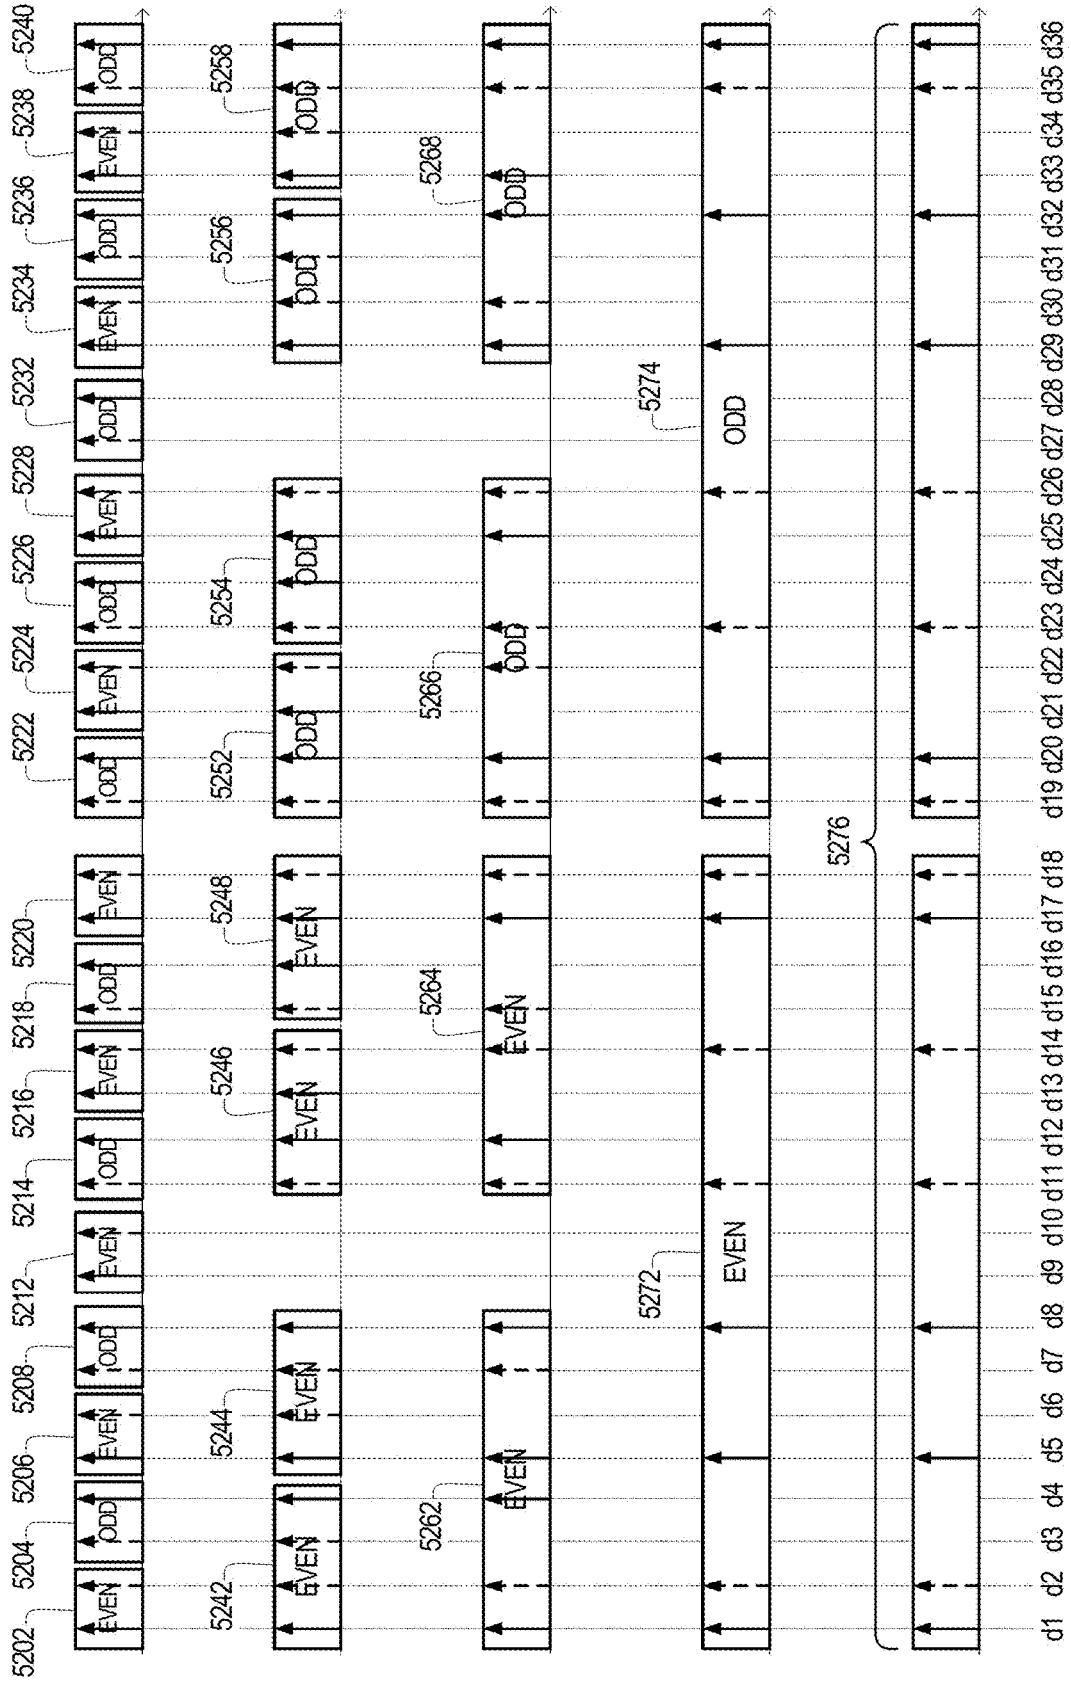 5202 5204 5206 5208 5212 5214 5216 5218 5220 5222 5224 5226 5228 5232 5234 5236 5238 5240
EVEN ODD EVEN ODD EVEN ODD EVEN ODD EVEN ODD EVEN ODD EVEN ODD EVEN ODD EVEN ODD
5242 5244 5246 5248 5252 5254 5256 5258
EVEN EVEN EVEN EVEN ODD ODD ODD ODD
5262 5264 5266 5268
EVEN EVEN ODD ODD
5272 5274
EVEN ODD
5276
d1 d2 d3 d4 d5 d6 d7 d8 d9 d10 d11 d12 d13 d14 d15 d16 d17 d18 d19 d20 d21 d22 d23 d24 d25 d26 d27 d28 d29 d30 d31 d32 d33 d34 d35 d36